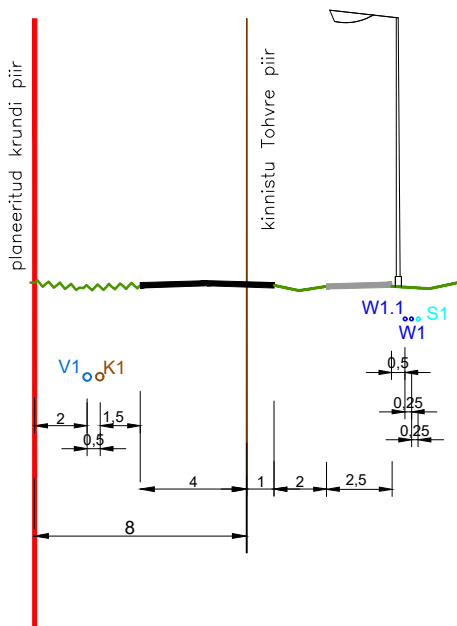 planeeritud krundi piir
kinnistu Tohvre piir
W1.1
S1
W1
V1
K1
0,5
2
1,5
0,25
0,5
0,25
4
1
2
2,5
8